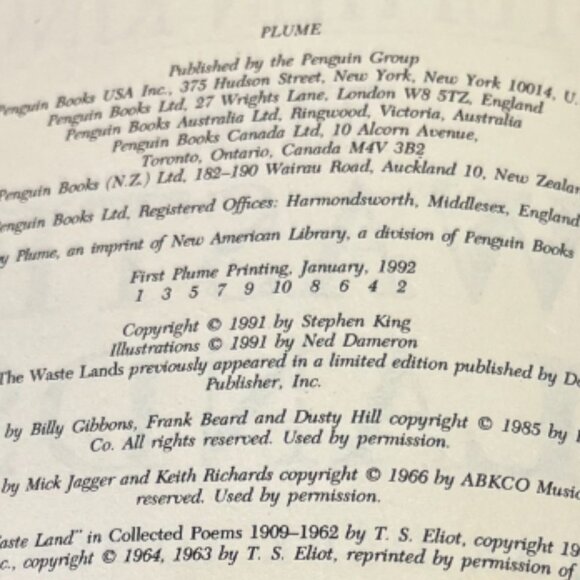 PLUME
Published by the Penguin Group
Penguin Books USA Inc., 375 Hudson Street, New York, New York 10014, U.
Penguin Books Ltd, 27 Wrights Lane, London W8 5TZ, England
Penguin Books Australia Ltd, Ringwood, Victoria, Australia
Penguin Books Canada Ltd, 10 Alcorn Avenue,
Toronto, Ontario, Canada M4V 3B2
Penguin Books (N.Z.) Ltd, 182–190 Wairau Road, Auckland 10, New Zealan
Penguin Books Ltd, Registered Offices: Harmondsworth, Middlesex, England
y Plume, an imprint of New American Library, a division of Penguin Books
First Plume Printing, January, 1992
1 3 5 7 9 10 8 6 4 2
Copyright © 1991 by Stephen King
Illustrations © 1991 by Ned Dameron
The Waste Lands previously appeared in a limited edition published by Do
Publisher, Inc.
by Billy Gibbons, Frank Beard and Dusty Hill copyright © 1985 by
Co. All rights reserved. Used by permission.
by Mick Jagger and Keith Richards copyright © 1966 by ABKCO Music
reserved. Used by permission.
aste Land" in Collected Poems 1909–1962 by T. S. Eliot, copyright 19
c., copyright © 1964, 1963 by T. S. Eliot, reprinted by permission of